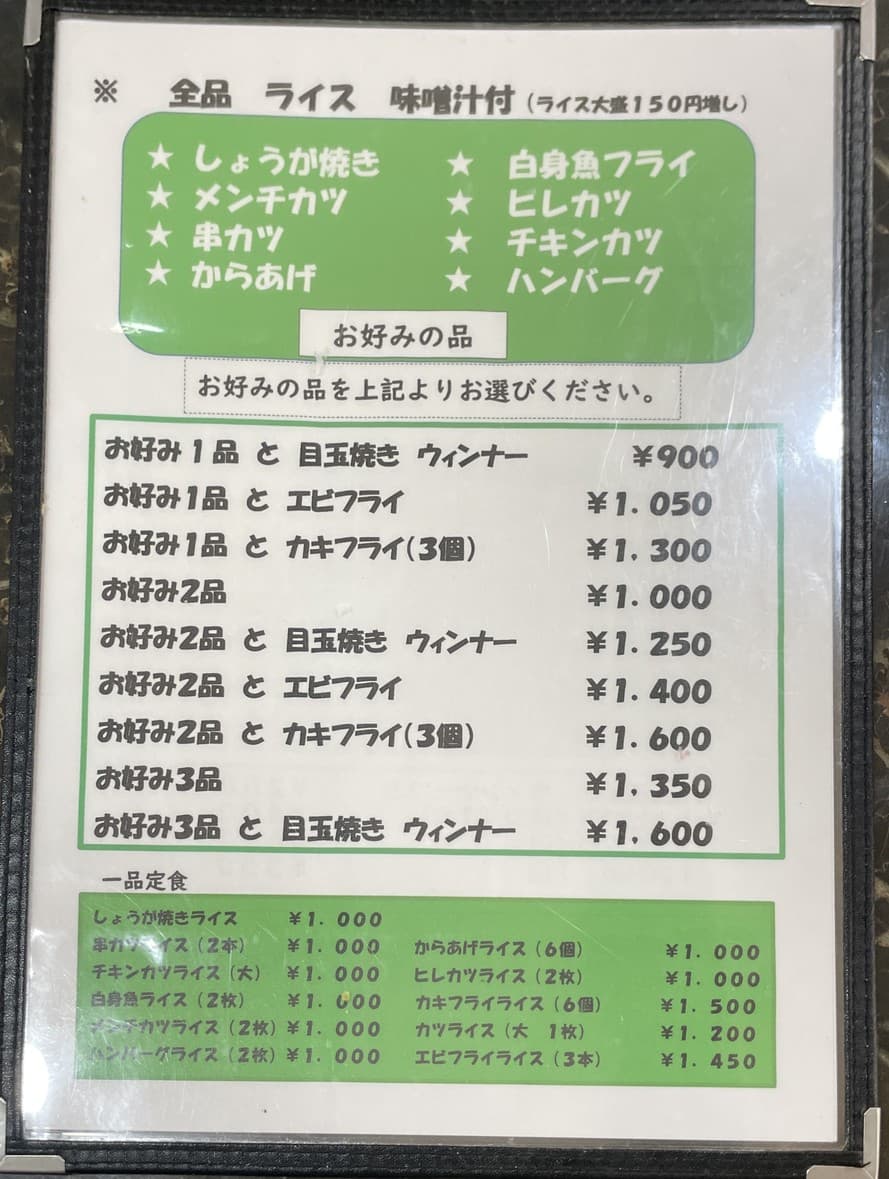 ※ 全品 ライス 味噌汁付(ライス大盛150円増し)
★ しょうが焼き ★ 白身魚フライ
★ メンチカツ ★ ヒレカツ
★ 串カツ ★ チキンカツ
★ からあげ ★ ハンバーグ
お好みの品
お好みの品を上記よりお選びください。
お好み1品 と 目玉焼き ウィンナー ¥900
お好み1品 と エビフライ ¥1.050
お好み1品 と カキフライ(3個) ¥1,300
お好み2品 ¥1.000
お好み2品 と 目玉焼き ウィンナー ¥1.250
お好み2品 と エビフライ ¥1.400
お好み2品 と カキフライ(3個) ¥1.600
お好み3品 ¥1,350
お好み3品 と 目玉焼き ウィンナー ¥1,600
一品定食
しょうが焼きライス ¥1.000
串カツライス(2本) ¥1.000 からあげライス(6個) ¥1.000
チキンカツライス(大) ¥1.000 ヒレカツライス(2枚) ¥1.000
白身魚ライス(2枚) ¥1.000 カキフライライス(6個) ¥1.500
メンチカツライス(2枚) ¥1.000 カツライス(大 1枚) ¥1.200
ハンバーグライス(2枚) ¥1.000 エビフライライス(3本) ¥1.450